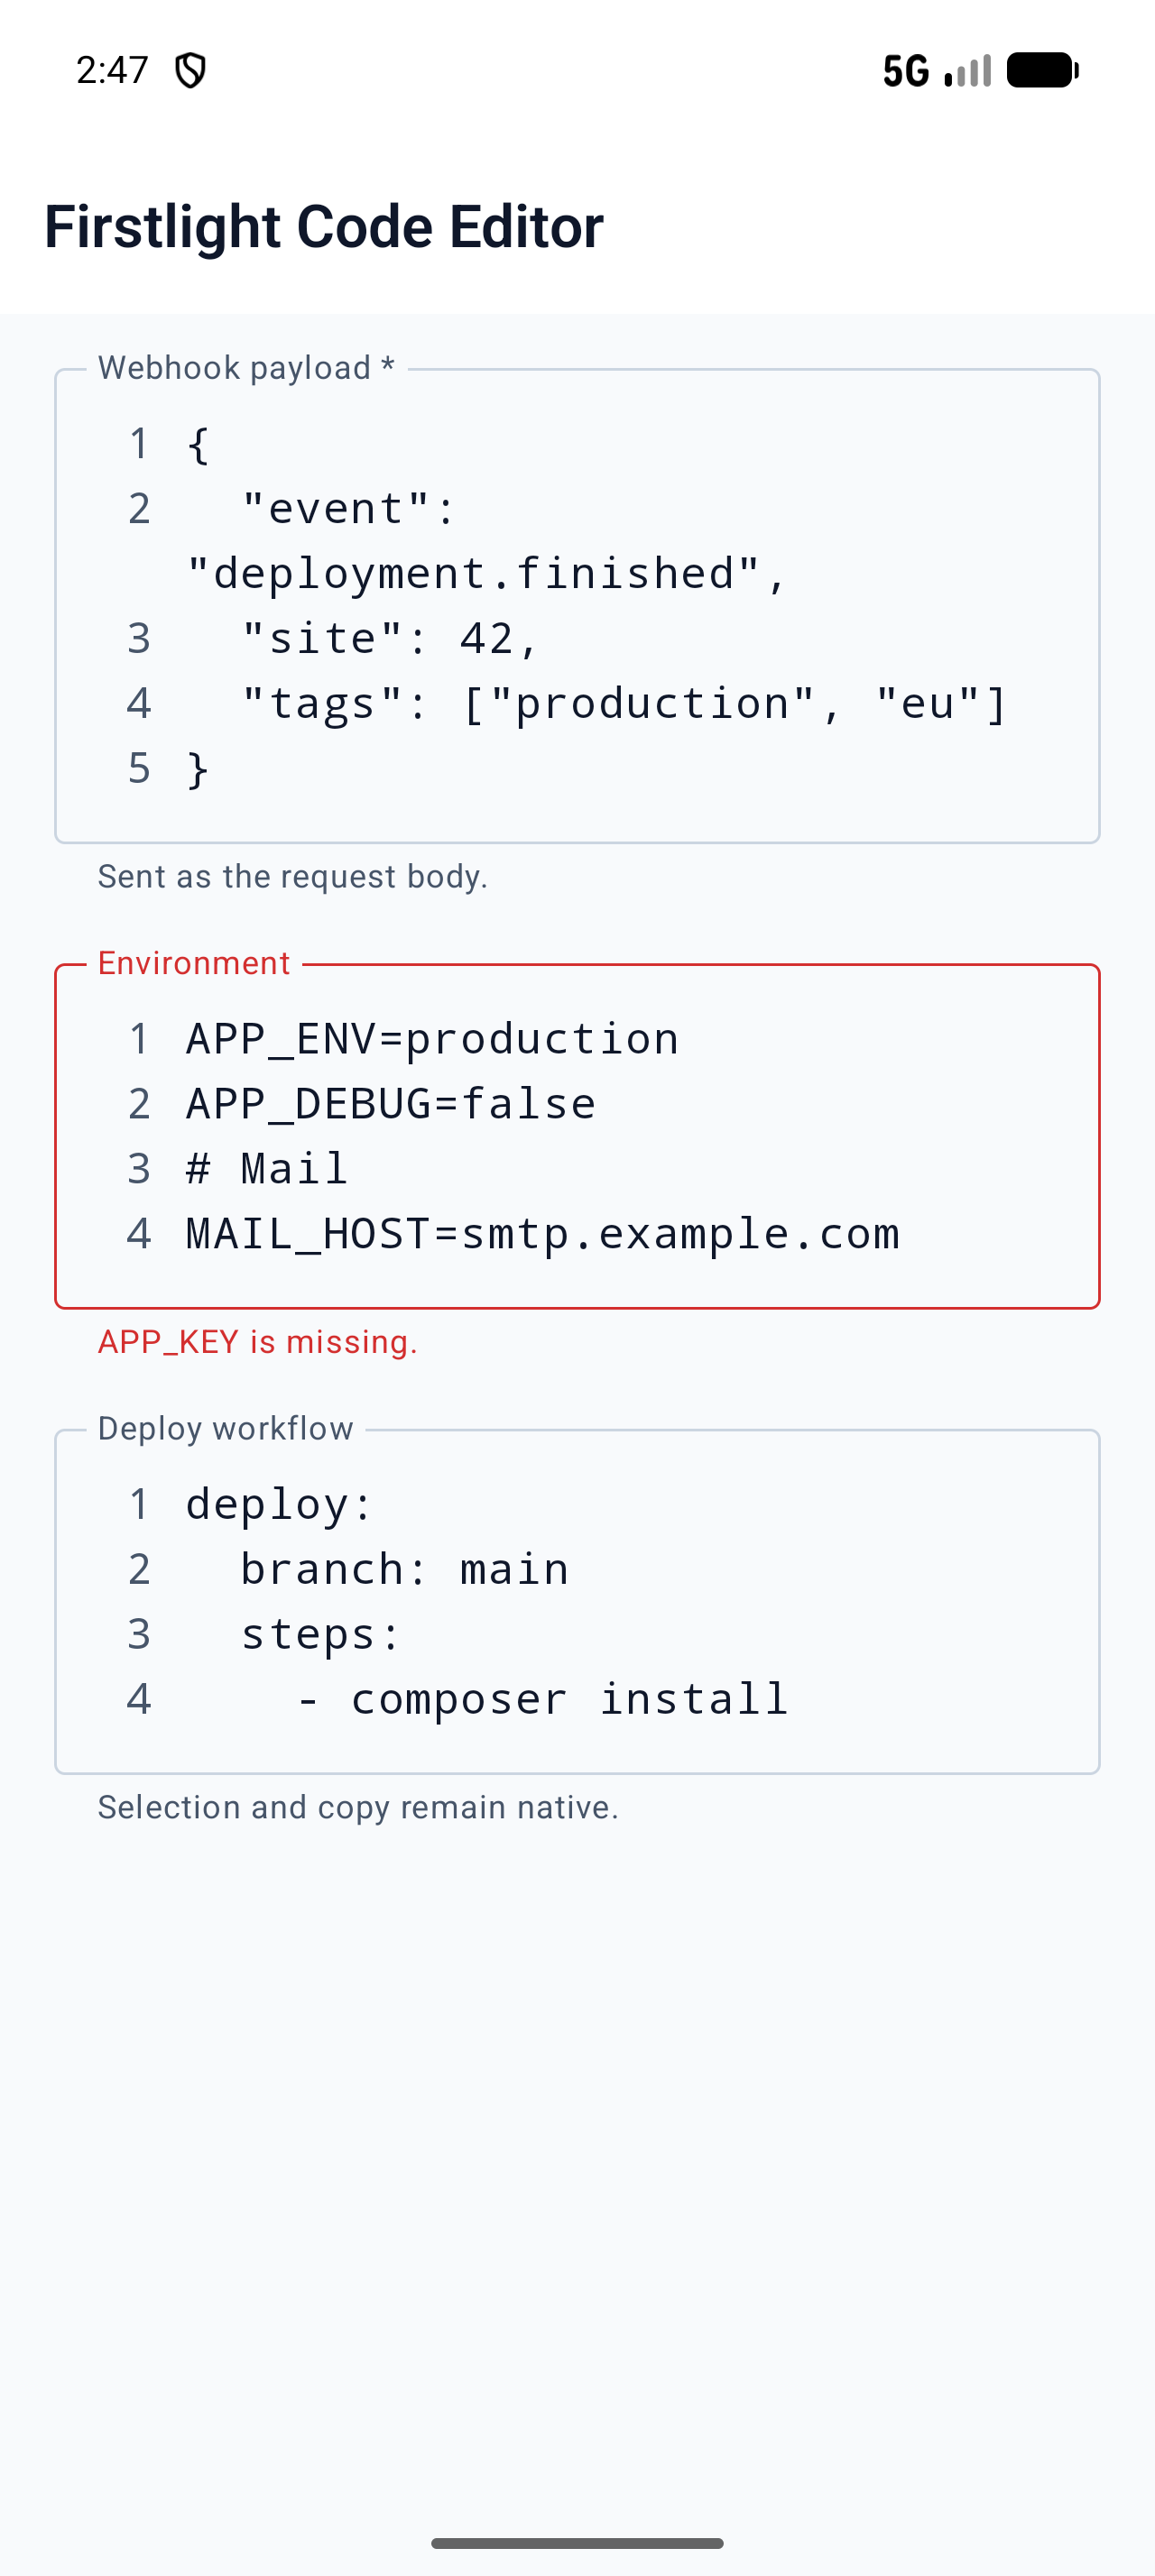 2:47
5G
Firstlight Code Editor
Webhook payload *
1 {
2   "event":
"deployment.finished",
3   "site": 42,
4   "tags": ["production", "eu"]
5 }
Sent as the request body.
Environment
1 APP_ENV=production
2 APP_DEBUG=false
3 # Mail
4 MAIL_HOST=smtp.example.com
APP_KEY is missing.
Deploy workflow
1 deploy:
2   branch: main
3   steps:
4     - composer install
Selection and copy remain native.